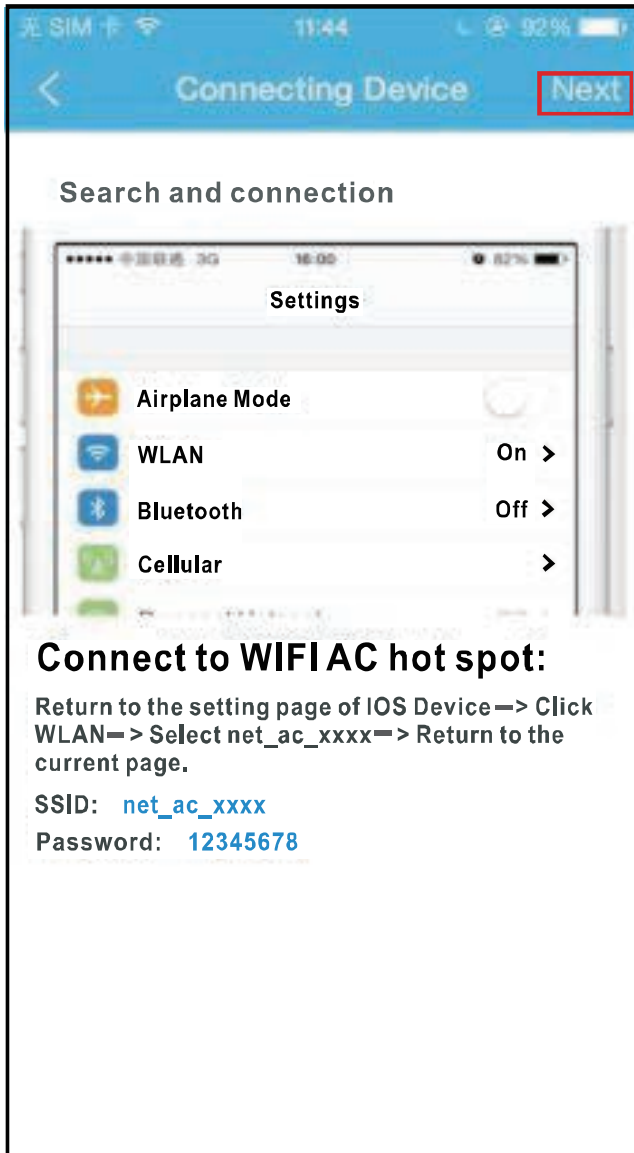 无 SIM 卡 11:44 92%
Connecting Device Next
Search and connection
3G 16:00 82%
Settings
Airplane Mode
WLAN On >
Bluetooth Off >
Cellular >
Connect to WIFI AC hot spot:
Return to the setting page of IOS Device—> Click
WLAN—> Select net_ac_xxxx—> Return to the
current page.
SSID: net_ac_xxxx
Password: 12345678